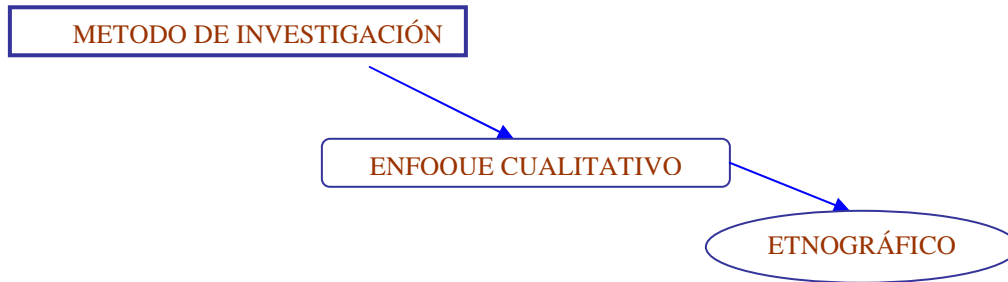 METODO DE INVESTIGACIÓN
ENFOQUE CUALITATIVO
ETNOGRÁFICO